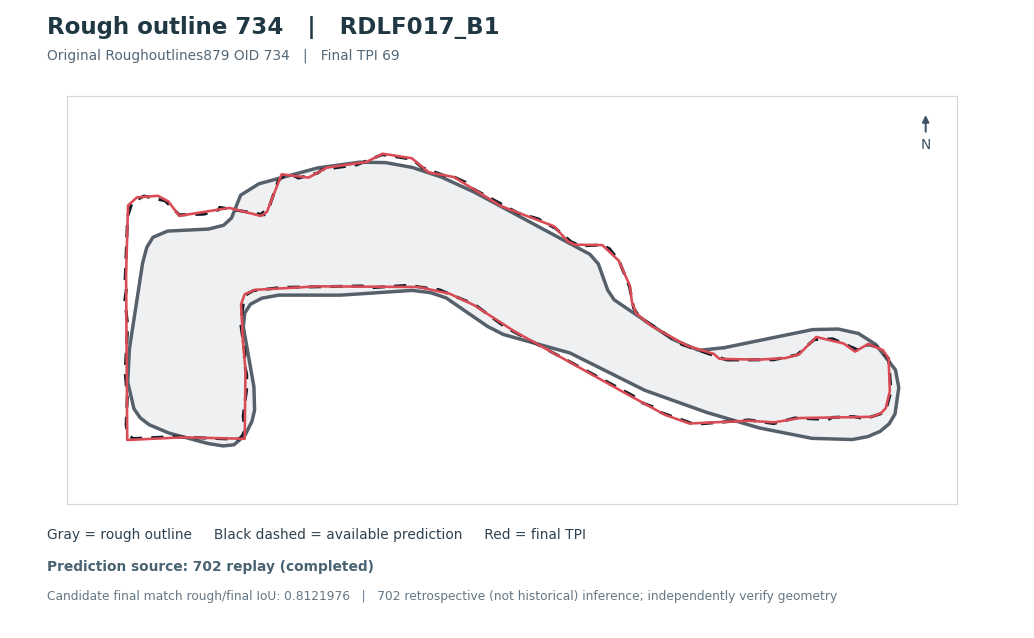 Rough outline 734   |   RDLF017_B1
Original Roughoutlines879 OID 734   |   Final TPI 69
N
Gray = rough outline     Black dashed = available prediction     Red = final TPI
Prediction source: 702 replay (completed)
Candidate final match rough/final IoU: 0.8121976   |   702 retrospective (not historical) inference; independently verify geometry